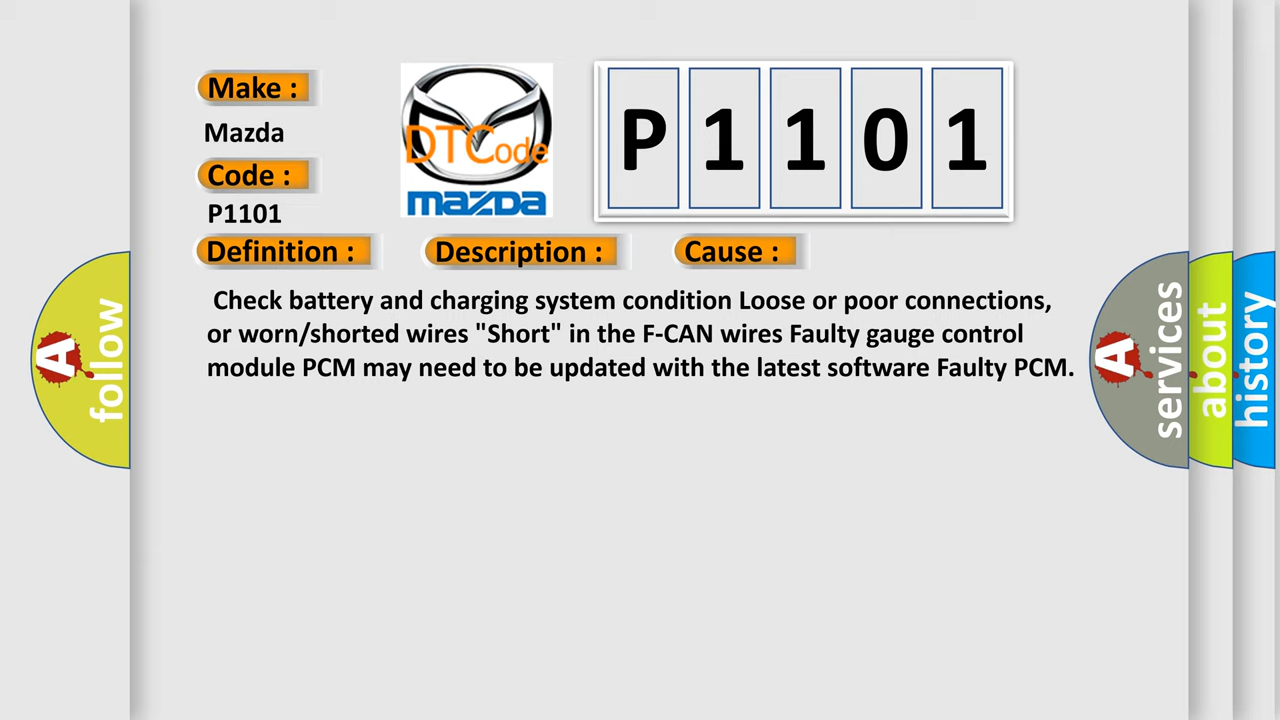 Make :
Mazda
Code :
P1101
DTCode
mazda
P 1 1 0 1
Definition :
Description :
Cause :
Check battery and charging system condition Loose or poor connections,
or worn/shorted wires "Short" in the F-CAN wires Faulty gauge control
module PCM may need to be updated with the latest software Faulty PCM.
A
follow
A
services
about
history